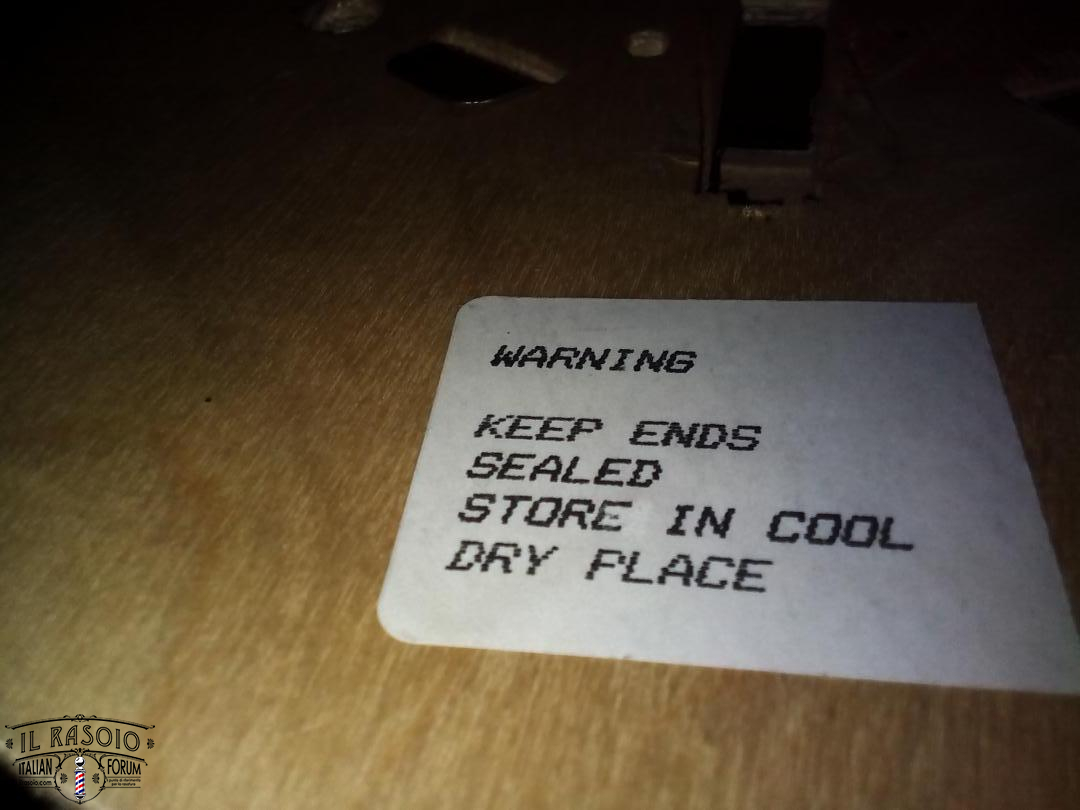 WARNING
KEEP ENDS
SEALED
STORE IN COOL
DRY PLACE
IL RASOIO
ITALIAN FORUM